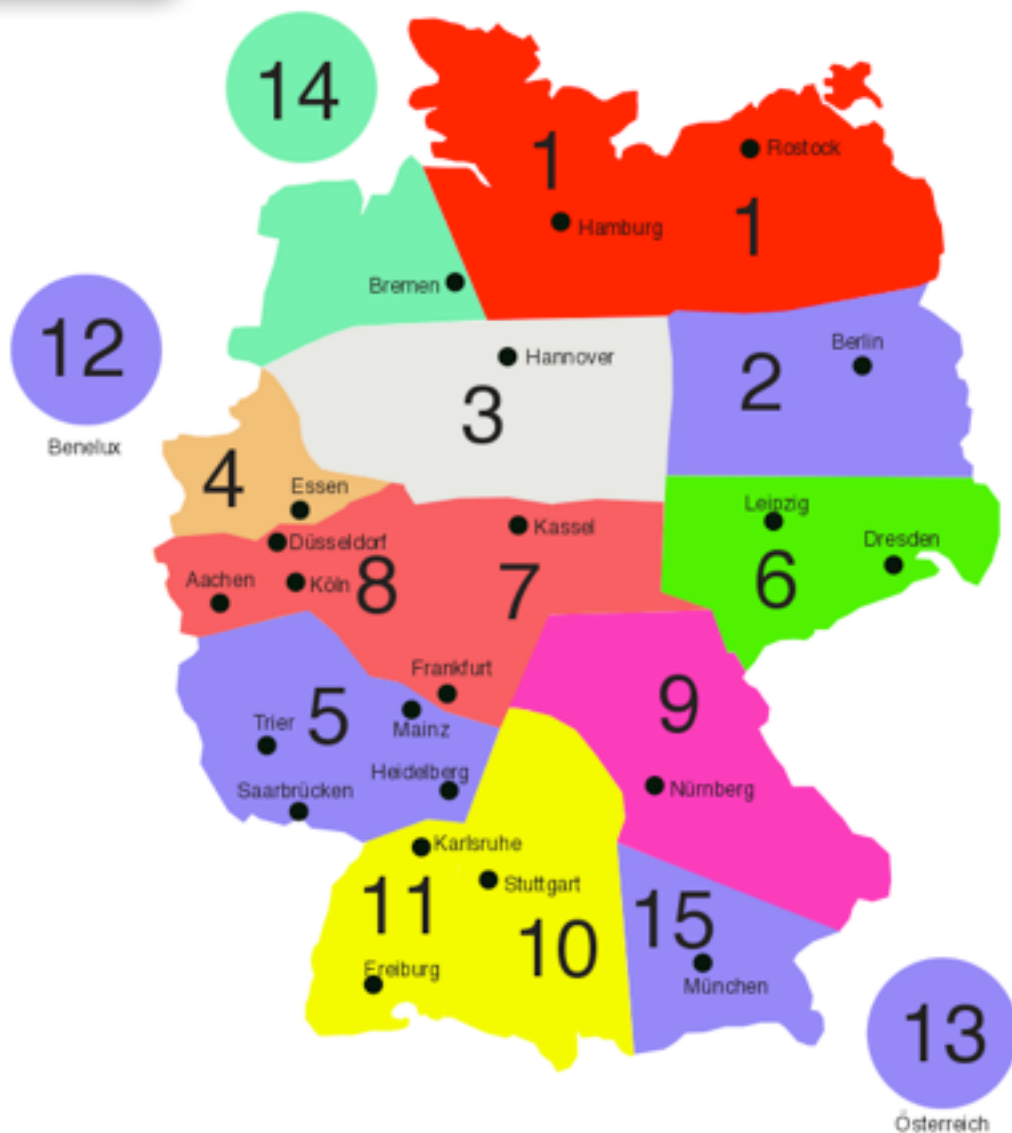 14
1
Rostock
1
Hamburg
Bremen
12
Benelux
Berlin
2
Hannover
3
4
Essen
Leipzig
Kassel
Dresden
Düsseldorf
6
Aachen
Köln
8
7
Frankfurt
9
5
Trier
Mainz
Heidelberg
Saarbrücken
Nürnberg
Karlsruhe
11
Stuttgart
15
10
Freiburg
München
13
Österreich